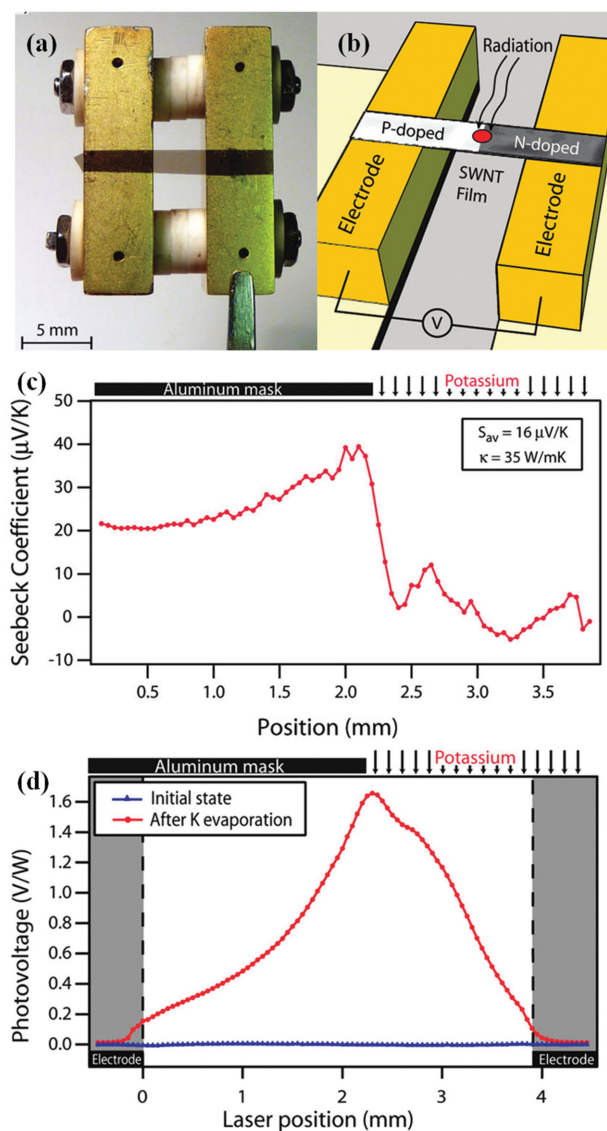 (a)
5 mm
(b)
Radiation
P-doped
N-doped
SWNT
Film
Electrode
Electrode
V
(c)
Aluminum mask
Potassium
50
40
30
20
10
0
-10
Seebeck Coefficient (μV/K)
S_av = 16 μV/K
κ = 35 W/mK
0.5 1.0 1.5 2.0 2.5 3.0 3.5
Position (mm)
(d)
Aluminum mask
Potassium
Initial state
After K evaporation
1.6
1.4
1.2
1.0
0.8
0.6
0.4
0.2
0.0
Photovoltage (V/W)
Electrode
Electrode
0 1 2 3 4
Laser position (mm)